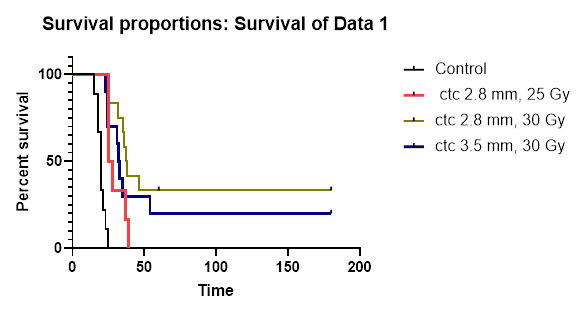 Survival proportions: Survival of Data 1
Percent survival
100
50
0
0 50 100 150 200
Time
Control
ctc 2.8 mm, 25 Gy
ctc 2.8 mm, 30 Gy
ctc 3.5 mm, 30 Gy